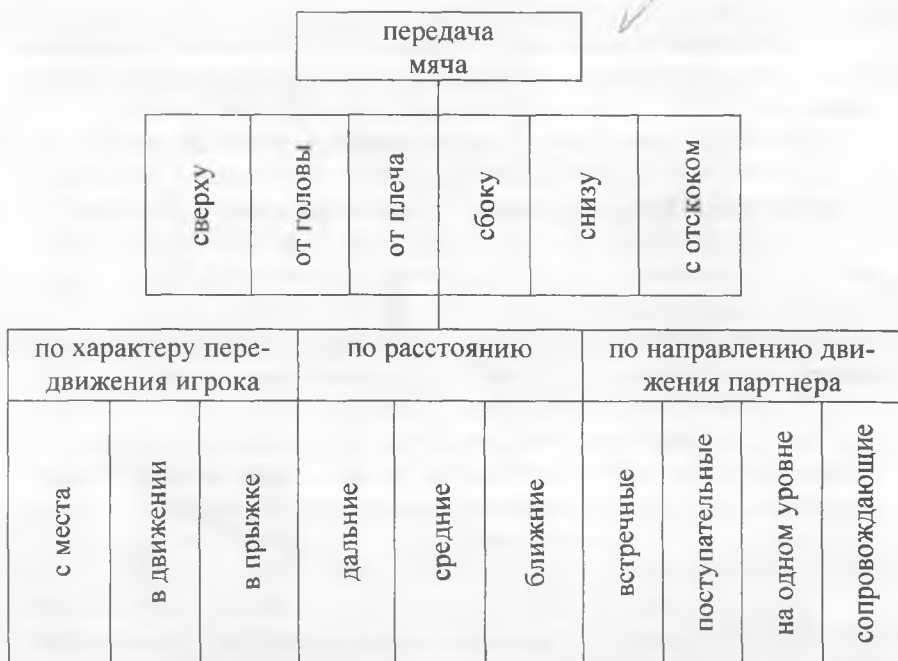 передача
мяча
сверху
от головы
от плеча
сбоку
снизу
с отскоком
по характеру пере-
движения игрока
по расстоянию
по направлению дви-
жения партнера
с места
в движении
в прыжке
дальние
средние
ближние
встречные
поступательные
на одном уровне
сопровождающие